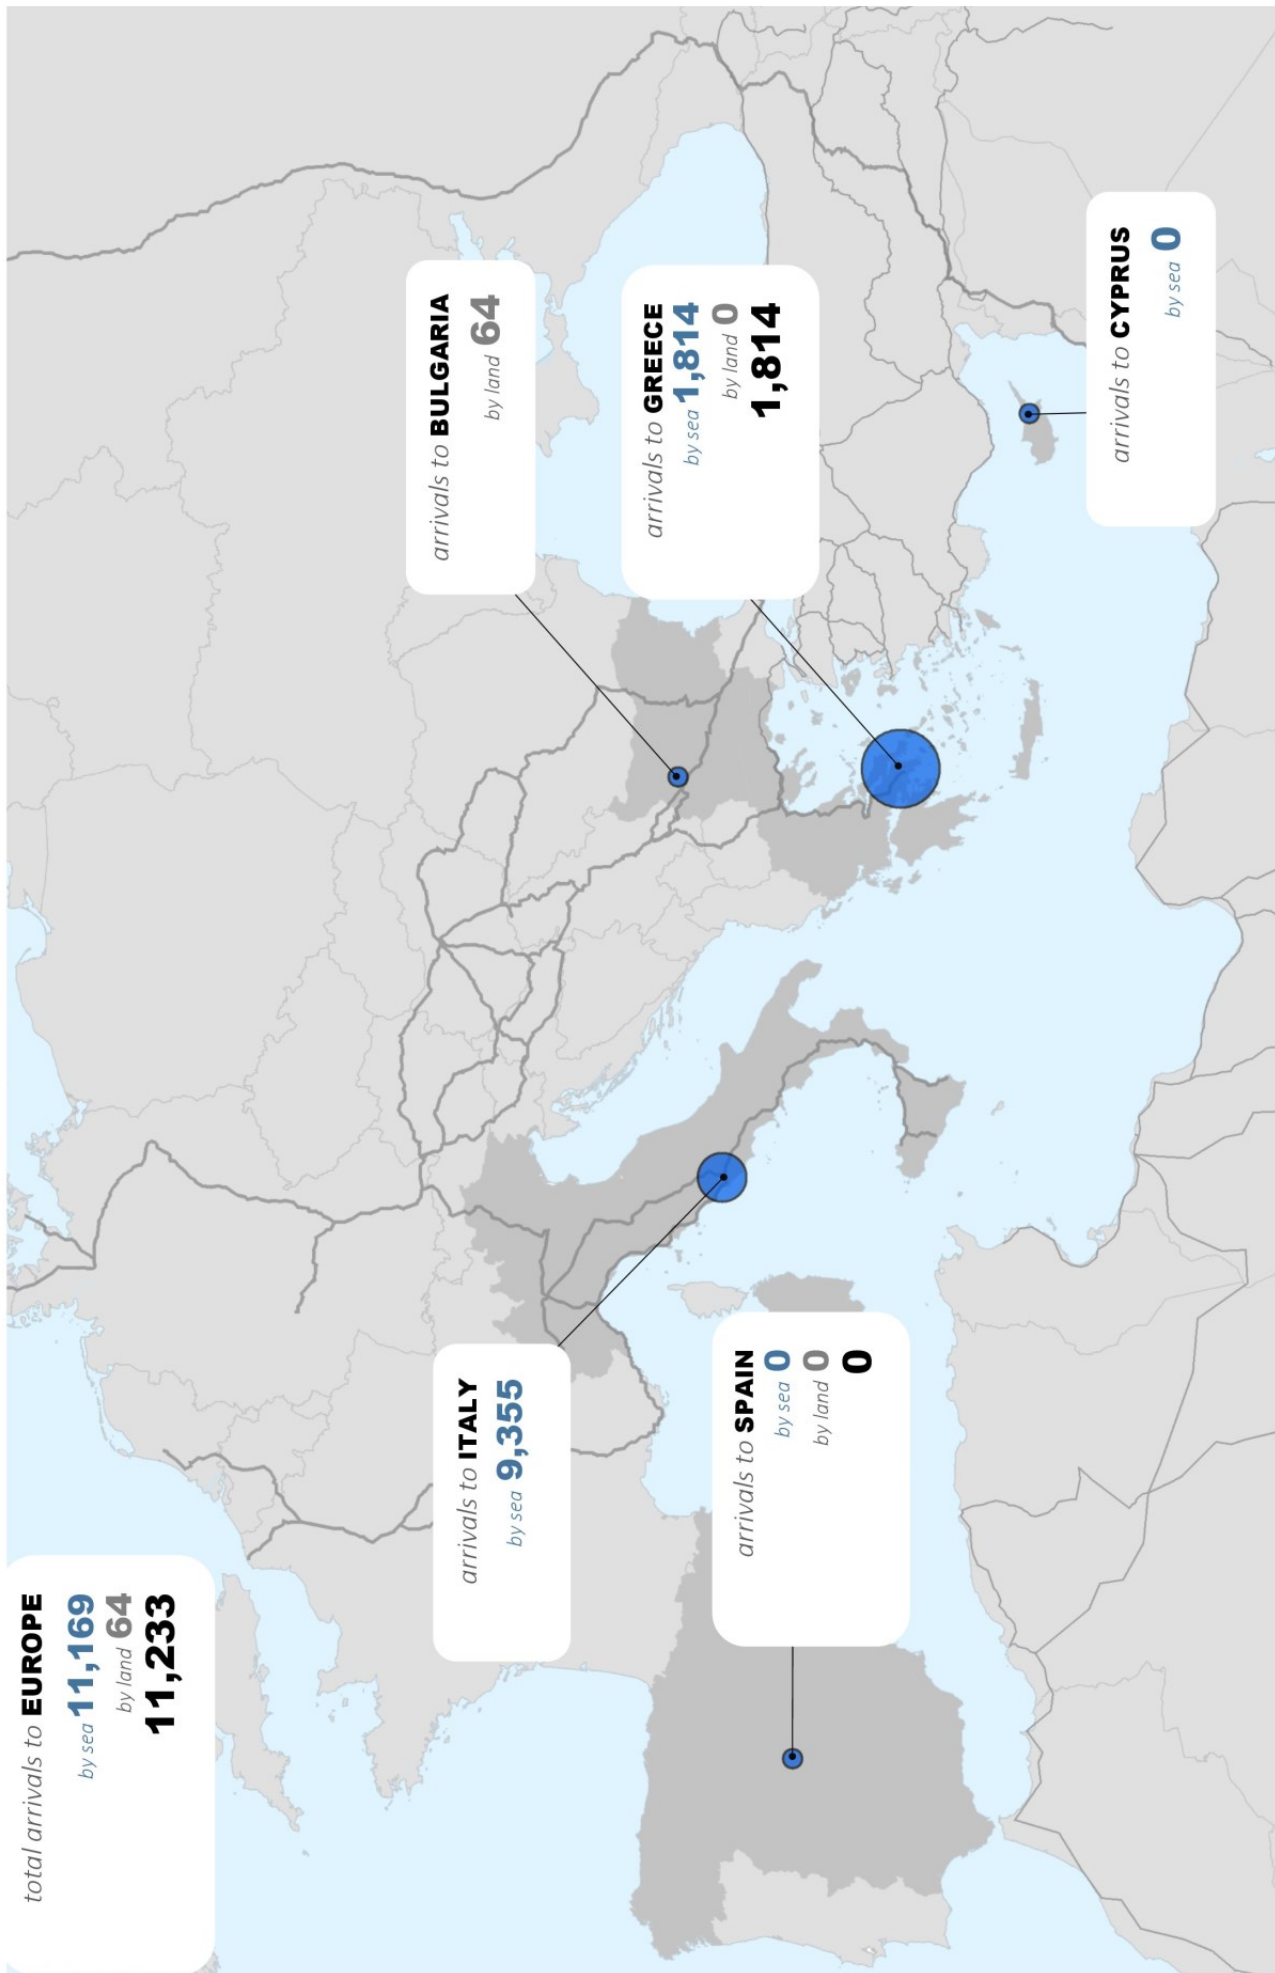 total arrivals to EUROPE
by sea 11,169
by land 64
11,233
arrivals to ITALY
by sea 9,355
arrivals to SPAIN
by sea 0
by land 0
0
arrivals to BULGARIA
by land 64
arrivals to GREECE
by sea 1,814
by land 0
1,814
arrivals to CYPRUS
by sea 0